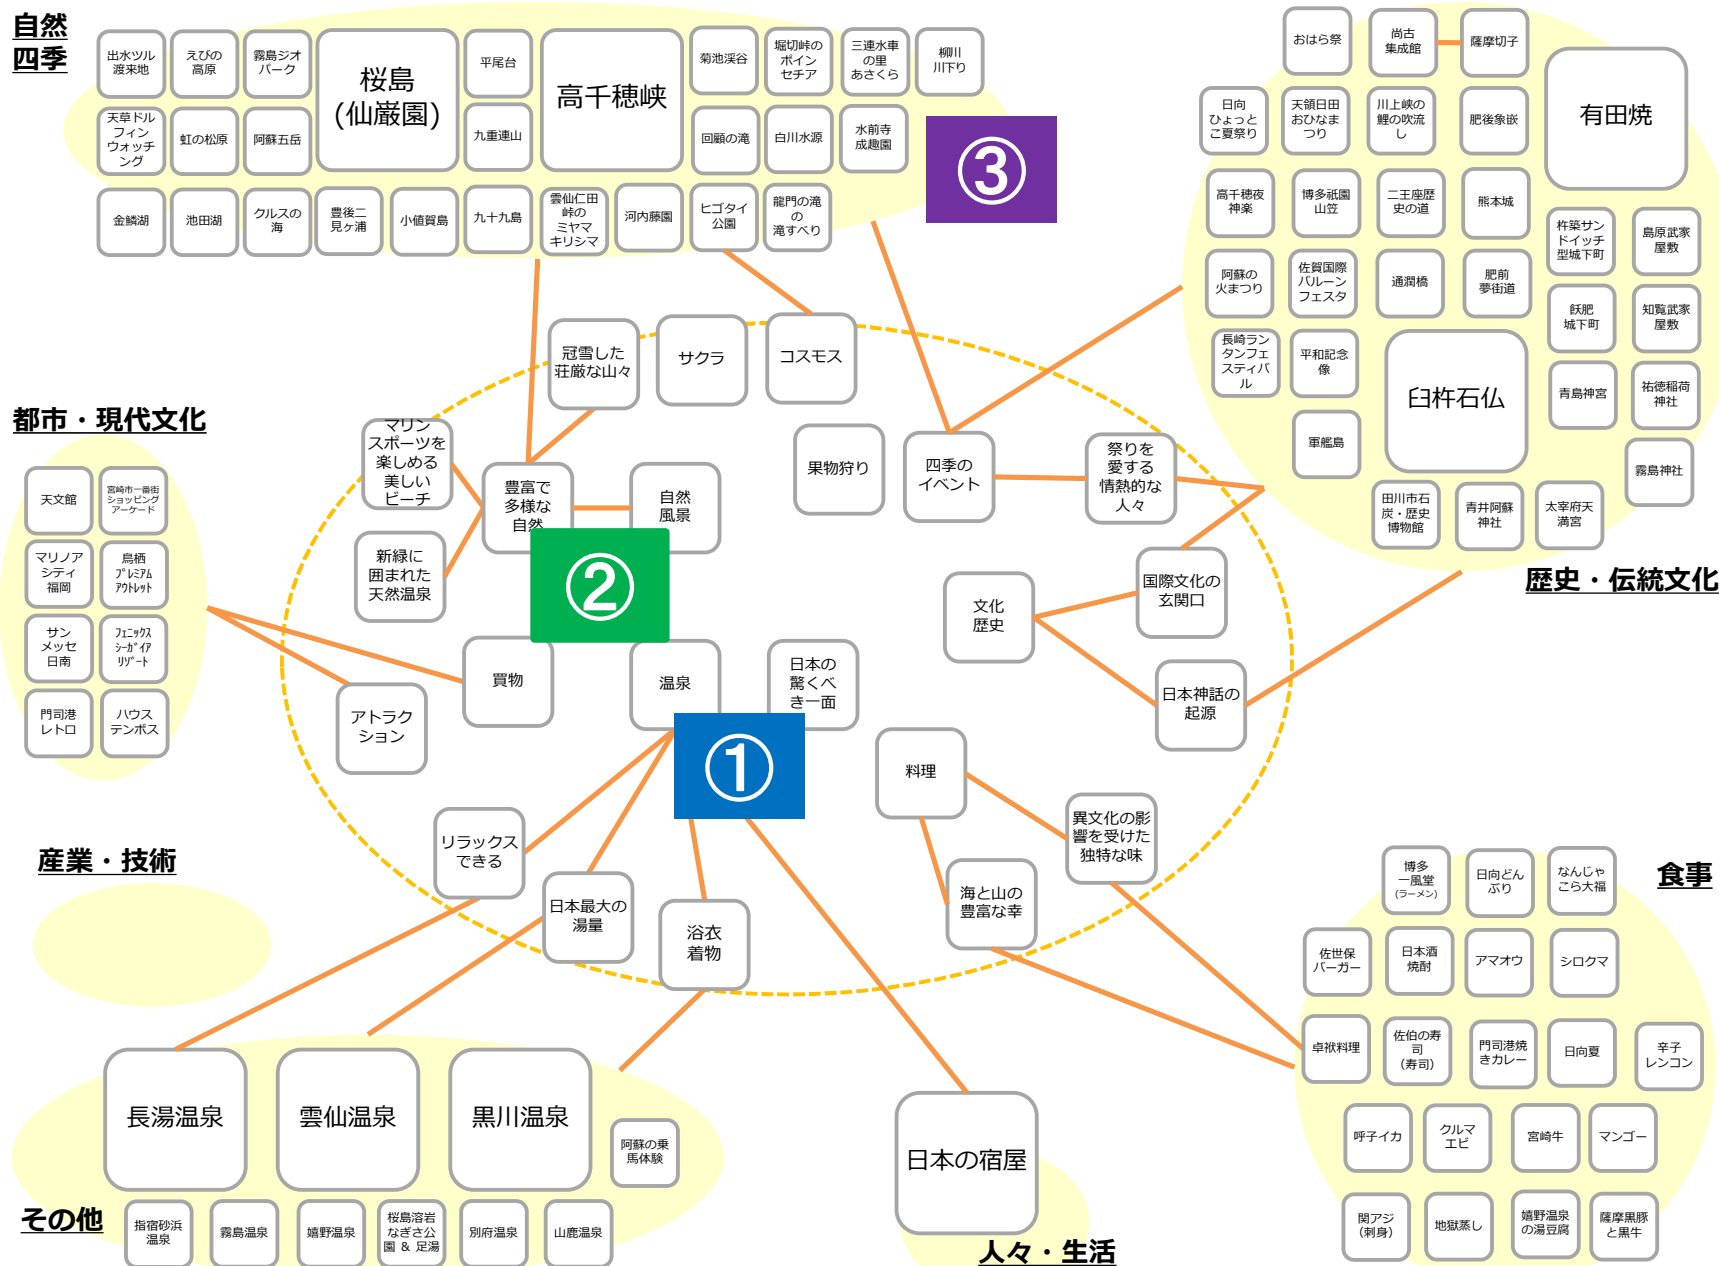 自然
四季
出水ツル
渡来地
えびの
高原
霧島ジオ
パーク
桜島
(仙巌園)
平尾台
高千穂峡
菊池渓谷
堀切峠の
ポイン
セチア
三連水車
の里
あさくら
柳川
川下り
天草ドル
フィン
ウォッチ
ング
虹の松原
阿蘇五岳
九重連山
回顧の滝
白川水源
水前寺
成趣園
金鱗湖
池田湖
クルスの
海
豊後二
見ヶ浦
小値賀島
九十九島
雲仙仁田
峠の
ミヤマ
キリシマ
河内藤園
ヒゴタイ
公園
龍門の滝
の
滝すべり
③
おはら祭
尚古
集成館
薩摩切子
有田焼
日向
ひょっと
こ夏祭り
天領日田
おひなま
つり
川上峡の
鯉の吹流
し
肥後象嵌
高千穂夜
神楽
博多祇園
山笠
二王座歴
史の道
熊本城
杵築サン
ドイッチ
型城下町
島原武家
屋敷
阿蘇の
火まつり
佐賀国際
バルーン
フェスタ
通潤橋
肥前
夢街道
飫肥
城下町
知覧武家
屋敷
長崎ラン
タンフェ
スティバ
ル
平和記念
像
臼杵石仏
青島神宮
祐徳稲荷
神社
軍艦島
霧島神社
田川市石
炭・歴史
博物館
青井阿蘇
神社
太宰府天
満宮
歴史・伝統文化
冠雪した
荘厳な山々
サクラ
コスモス
マリン
スポーツを
楽しめる
美しい
ビーチ
豊富で
多様な
自然
自然
風景
果物狩り
四季の
イベント
祭りを
愛する
情熱的な
人々
新緑に
囲まれた
天然温泉
②
文化
歴史
国際文化の
玄関口
日本神話の
起源
買物
温泉
日本の
驚くべ
き一面
アトラク
ション
①
料理
リラックス
できる
日本最大の
湯量
浴衣
着物
海と山の
豊富な幸
異文化の影
響を受けた
独特な味
都市・現代文化
天文館
宮崎市一番街
ショッピング
アーケード
マリノア
シティ
福岡
鳥栖
ﾌﾟﾚﾐｱﾑ
ｱｳﾄﾚｯﾄ
サン
メッセ
日南
ﾌｪﾆｯｸｽ
ｼｰｶﾞｲｱ
ﾘｿﾞｰﾄ
門司港
レトロ
ハウス
テンボス
産業・技術
長湯温泉
雲仙温泉
黒川温泉
阿蘇の乗
馬体験
その他
指宿砂浜
温泉
霧島温泉
嬉野温泉
桜島溶岩
なぎさ公
園 & 足湯
別府温泉
山鹿温泉
日本の宿屋
人々・生活
食事
博多
一風堂
(ラーメン)
日向どん
ぶり
なんじゃ
こら大福
佐世保
バーガー
日本酒
焼酎
アマオウ
シロクマ
卓袱料理
佐伯の寿
司
(寿司)
門司港焼
きカレー
日向夏
辛子
レンコン
呼子イカ
クルマ
エビ
宮崎牛
マンゴー
関アジ
(刺身)
地獄蒸し
嬉野温泉
の湯豆腐
薩摩黒豚
と黒牛